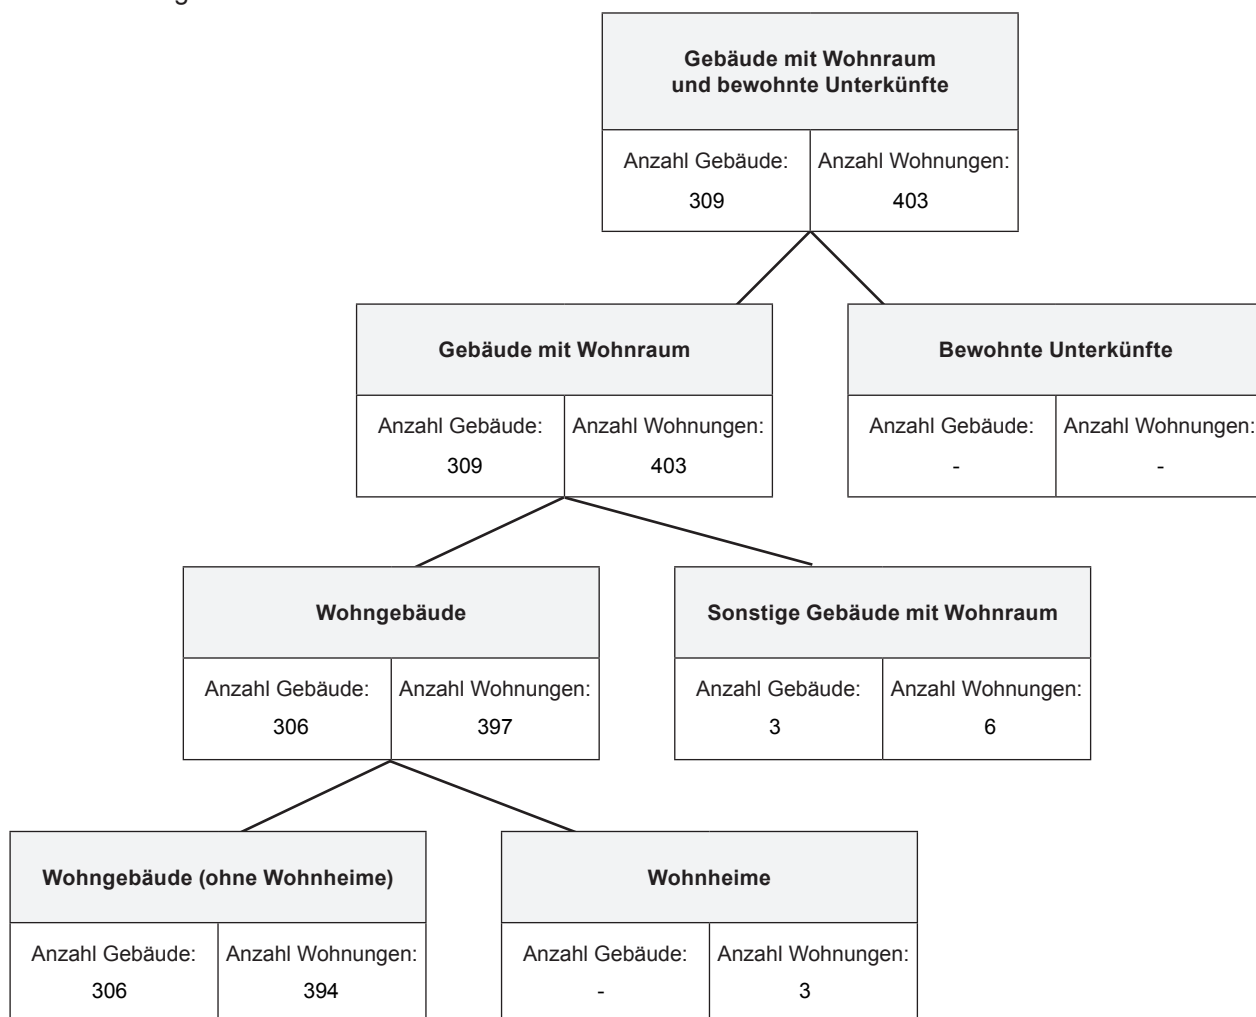 Gebäude mit Wohnraum
und bewohnte Unterkünfte
Anzahl Gebäude: Anzahl Wohnungen:
309 403
Gebäude mit Wohnraum Bewohnte Unterkünfte
Anzahl Gebäude: Anzahl Wohnungen: Anzahl Gebäude: Anzahl Wohnungen:
309 403 - -
Wohngebäude Sonstige Gebäude mit Wohnraum
Anzahl Gebäude: Anzahl Wohnungen: Anzahl Gebäude: Anzahl Wohnungen:
306 397 3 6
Wohngebäude (ohne Wohnheime) Wohnheime
Anzahl Gebäude: Anzahl Wohnungen: Anzahl Gebäude: Anzahl Wohnungen:
306 394 - 3